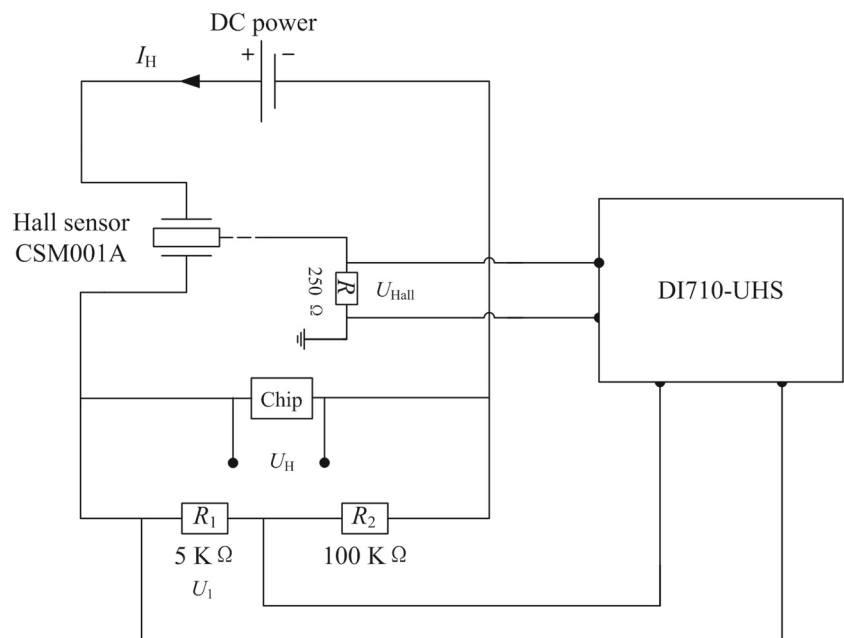 DC power
I_H
+ −
Hall sensor
CSM001A
R
250 Ω
U_Hall
DI710-UHS
Chip
U_H
R_1
R_2
5 K Ω
100 K Ω
U_1